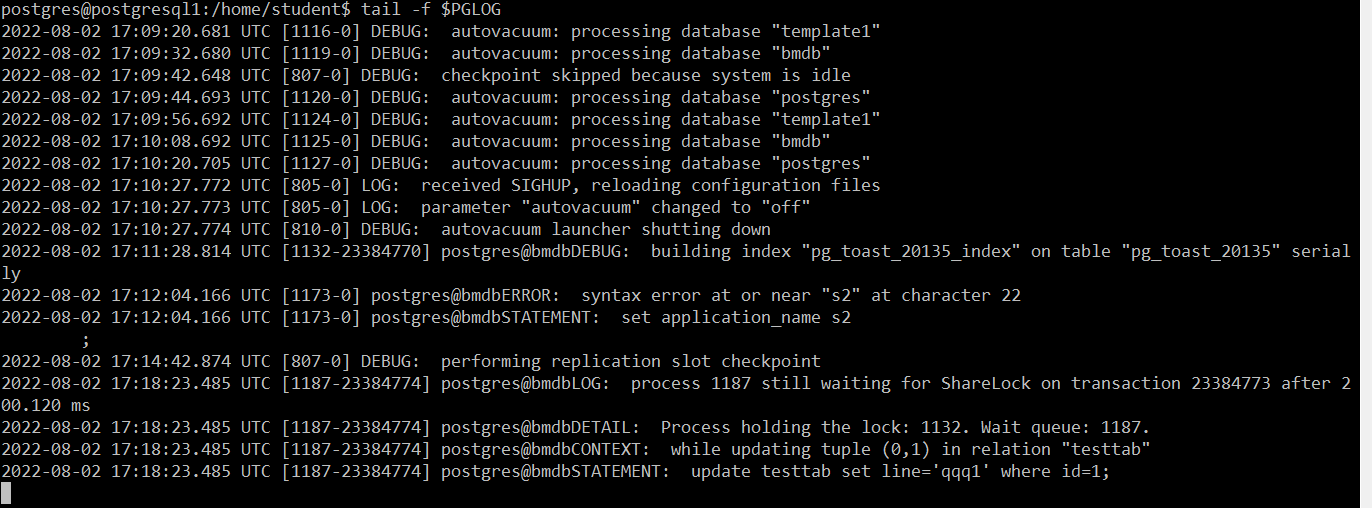 postgres@postgresql1:/home/student$ tail -f $PGLOG
2022-08-02 17:09:20.681 UTC [1116-0] DEBUG:  autovacuum: processing database "template1"
2022-08-02 17:09:32.680 UTC [1119-0] DEBUG:  autovacuum: processing database "bmdb"
2022-08-02 17:09:42.648 UTC [807-0] DEBUG:  checkpoint skipped because system is idle
2022-08-02 17:09:44.693 UTC [1120-0] DEBUG:  autovacuum: processing database "postgres"
2022-08-02 17:09:56.692 UTC [1124-0] DEBUG:  autovacuum: processing database "template1"
2022-08-02 17:10:08.692 UTC [1125-0] DEBUG:  autovacuum: processing database "bmdb"
2022-08-02 17:10:20.705 UTC [1127-0] DEBUG:  autovacuum: processing database "postgres"
2022-08-02 17:10:27.772 UTC [805-0] LOG:  received SIGHUP, reloading configuration files
2022-08-02 17:10:27.773 UTC [805-0] LOG:  parameter "autovacuum" changed to "off"
2022-08-02 17:10:27.774 UTC [810-0] DEBUG:  autovacuum launcher shutting down
2022-08-02 17:11:28.814 UTC [1132-23384770] postgres@bmdbDEBUG:  building index "pg_toast_20135_index" on table "pg_toast_20135" serial
ly
2022-08-02 17:12:04.166 UTC [1173-0] postgres@bmdbERROR:  syntax error at or near "s2" at character 22
2022-08-02 17:12:04.166 UTC [1173-0] postgres@bmdbSTATEMENT:  set application_name s2
;
2022-08-02 17:14:42.874 UTC [807-0] DEBUG:  performing replication slot checkpoint
2022-08-02 17:18:23.485 UTC [1187-23384774] postgres@bmdbLOG:  process 1187 still waiting for ShareLock on transaction 23384773 after 2
00.120 ms
2022-08-02 17:18:23.485 UTC [1187-23384774] postgres@bmdbDETAIL:  Process holding the lock: 1132. Wait queue: 1187.
2022-08-02 17:18:23.485 UTC [1187-23384774] postgres@bmdbCONTEXT:  while updating tuple (0,1) in relation "testtab"
2022-08-02 17:18:23.485 UTC [1187-23384774] postgres@bmdbSTATEMENT:  update testtab set line='qqq1' where id=1;